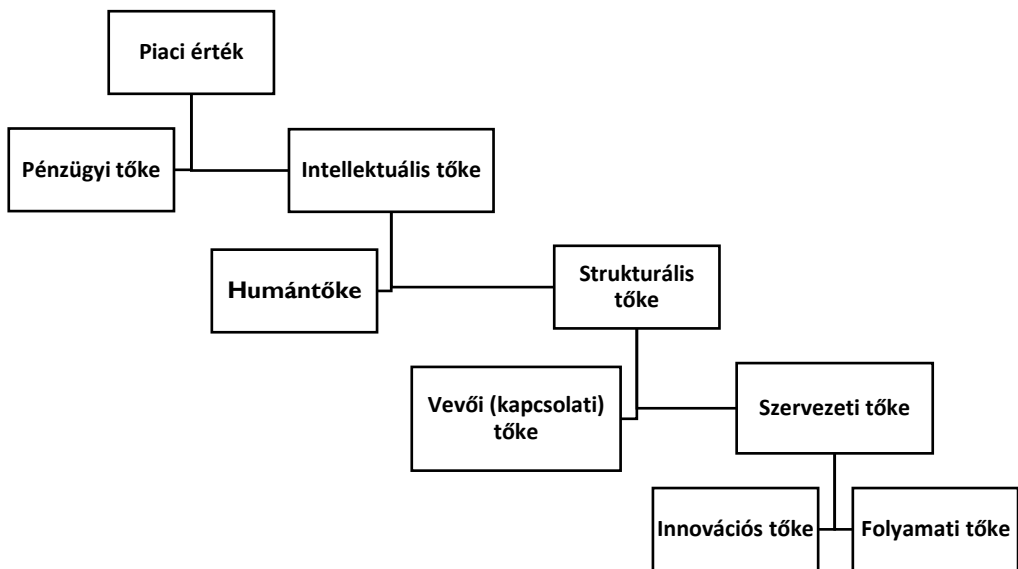 Piaci érték
Pénzügyi tőke
Intellektuális tőke
Humántőke
Strukturális
tőke
Vevői (kapcsolati)
tőke
Szervezeti tőke
Innovációs tőke
Folyamati tőke